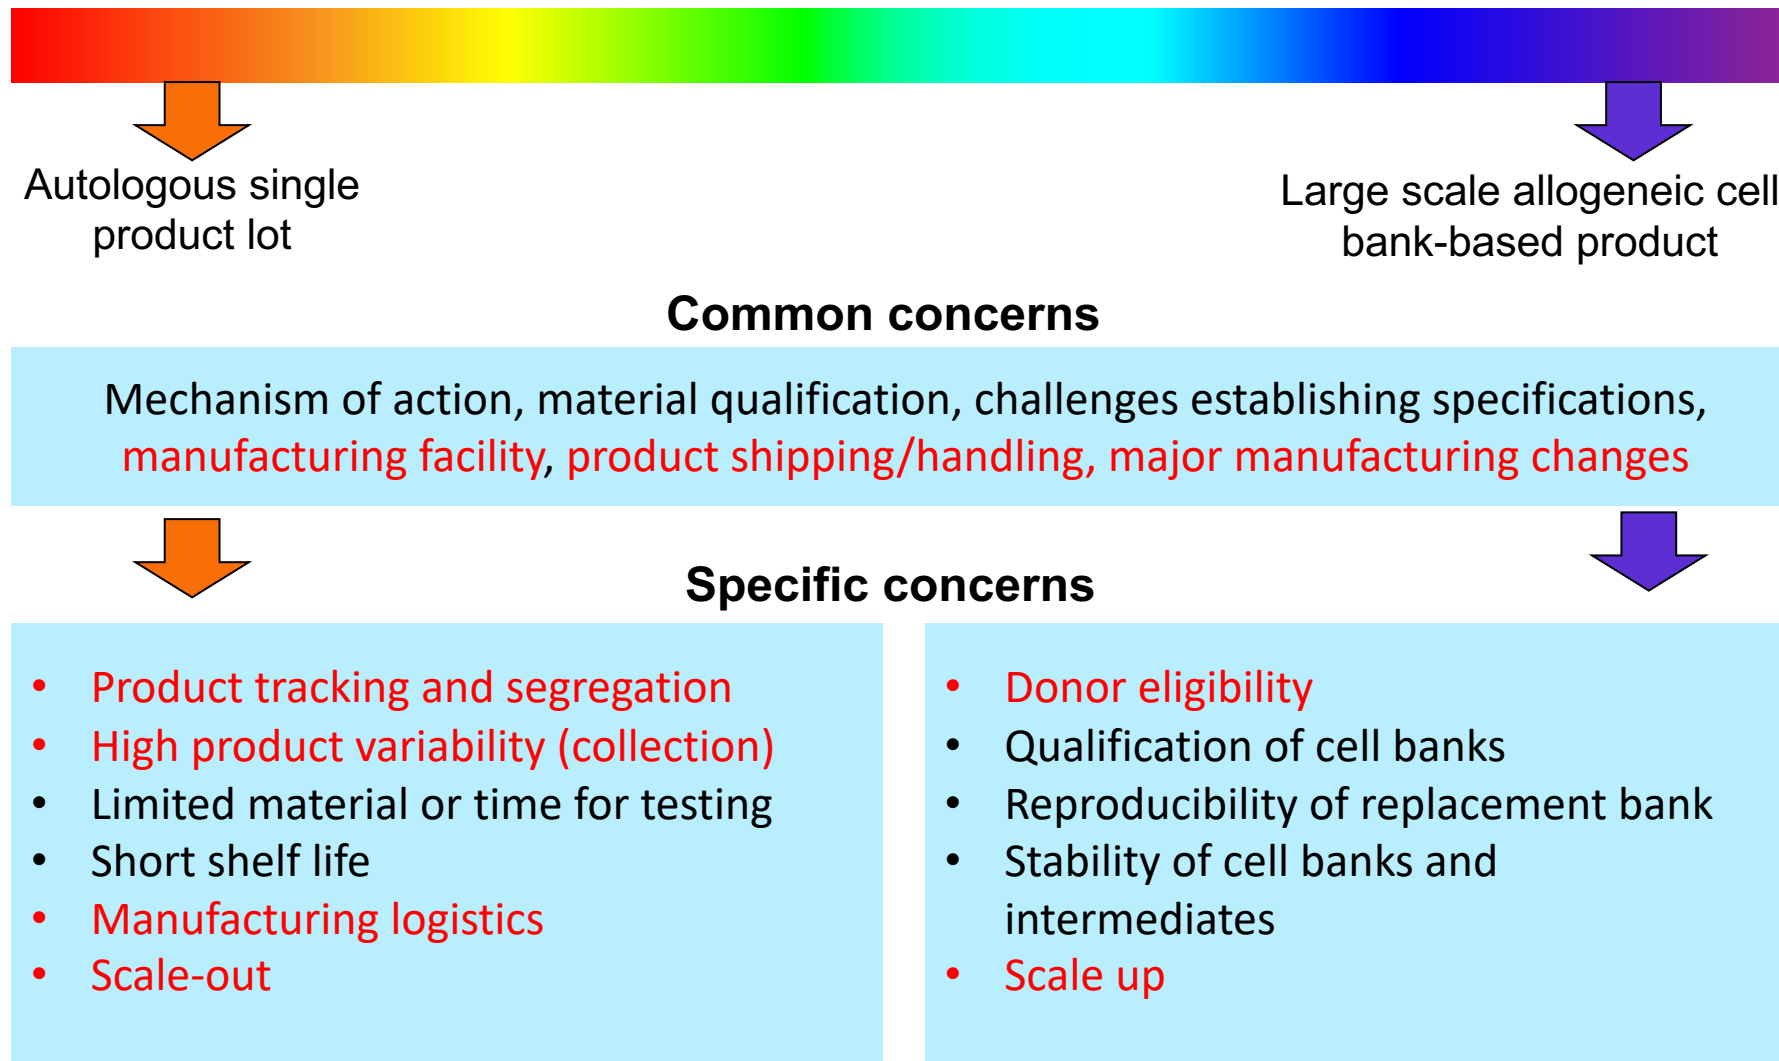 Autologous single
product lot
Large scale allogeneic cell
bank-based product
Common concerns
Mechanism of action, material qualification, challenges establishing specifications,
manufacturing facility, product shipping/handling, major manufacturing changes
Specific concerns
• Product tracking and segregation
• High product variability (collection)
• Limited material or time for testing
• Short shelf life
• Manufacturing logistics
• Scale-out
• Donor eligibility
• Qualification of cell banks
• Reproducibility of replacement bank
• Stability of cell banks and
intermediates
• Scale up